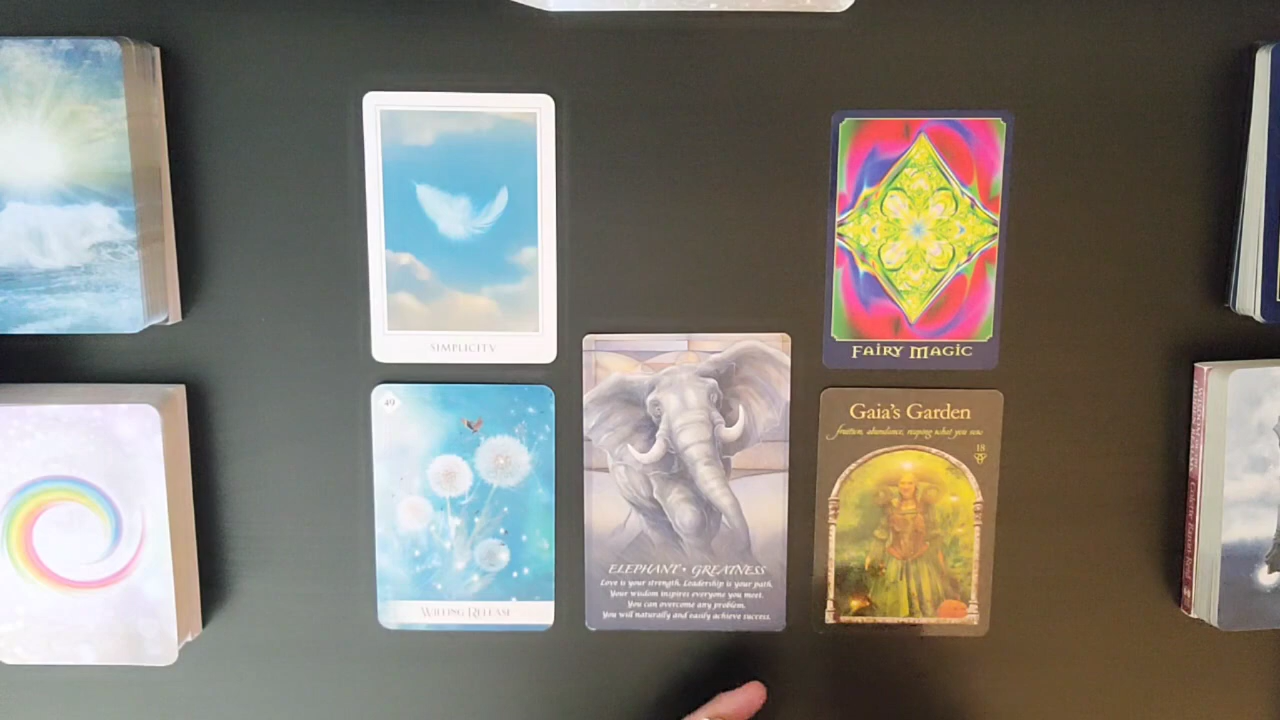 SIMPLICITY
FAIRY MAGIC
49
WILLING RELEASE
ELEPHANT • GREATNESS
Love is your strength. Leadership is your path.
Your wisdom inspires everyone you meet.
You can overcome any problem.
You will naturally and easily achieve success.
Gaia's Garden
fruition, abundance, reaping what you sow
18